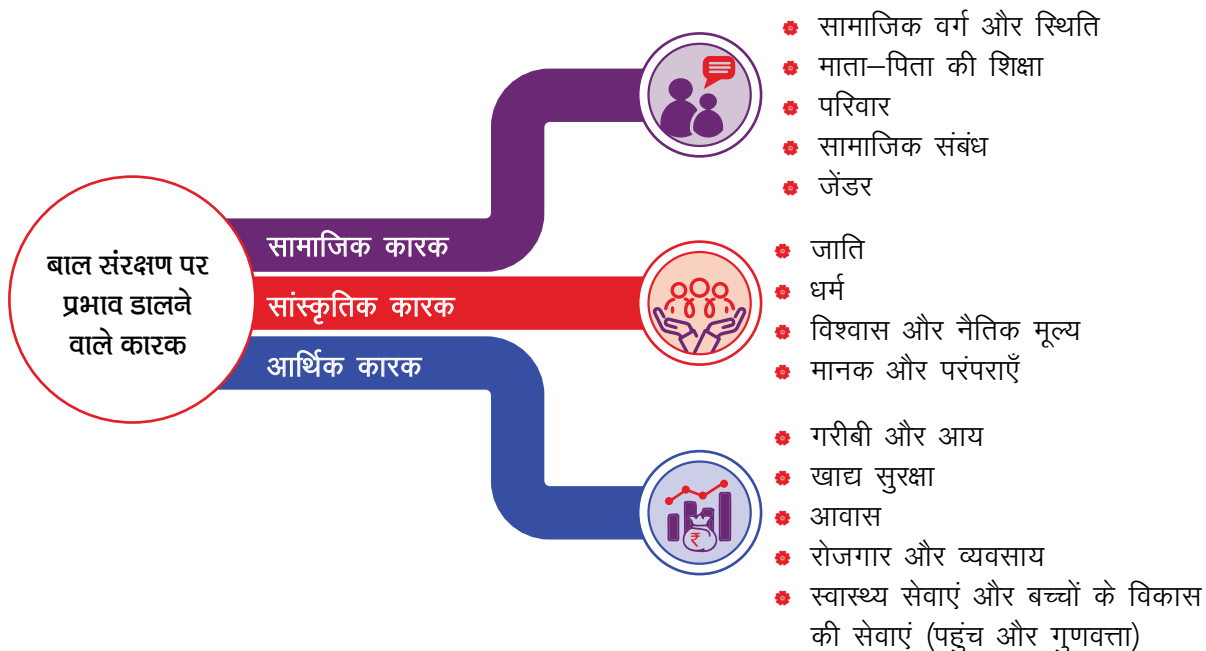 बाल संरक्षण पर
प्रभाव डालने
वाले कारक
सामाजिक कारक
सामाजिक वर्ग और स्थिति
माता–पिता की शिक्षा
परिवार
सामाजिक संबंध
जेंडर
सांस्कृतिक कारक
जाति
धर्म
विश्वास और नैतिक मूल्य
मानक और परंपराएँ
आर्थिक कारक
गरीबी और आय
खाद्य सुरक्षा
आवास
रोजगार और व्यवसाय
स्वास्थ्य सेवाएं और बच्चों के विकास
की सेवाएं (पहुंच और गुणवत्ता)
₹